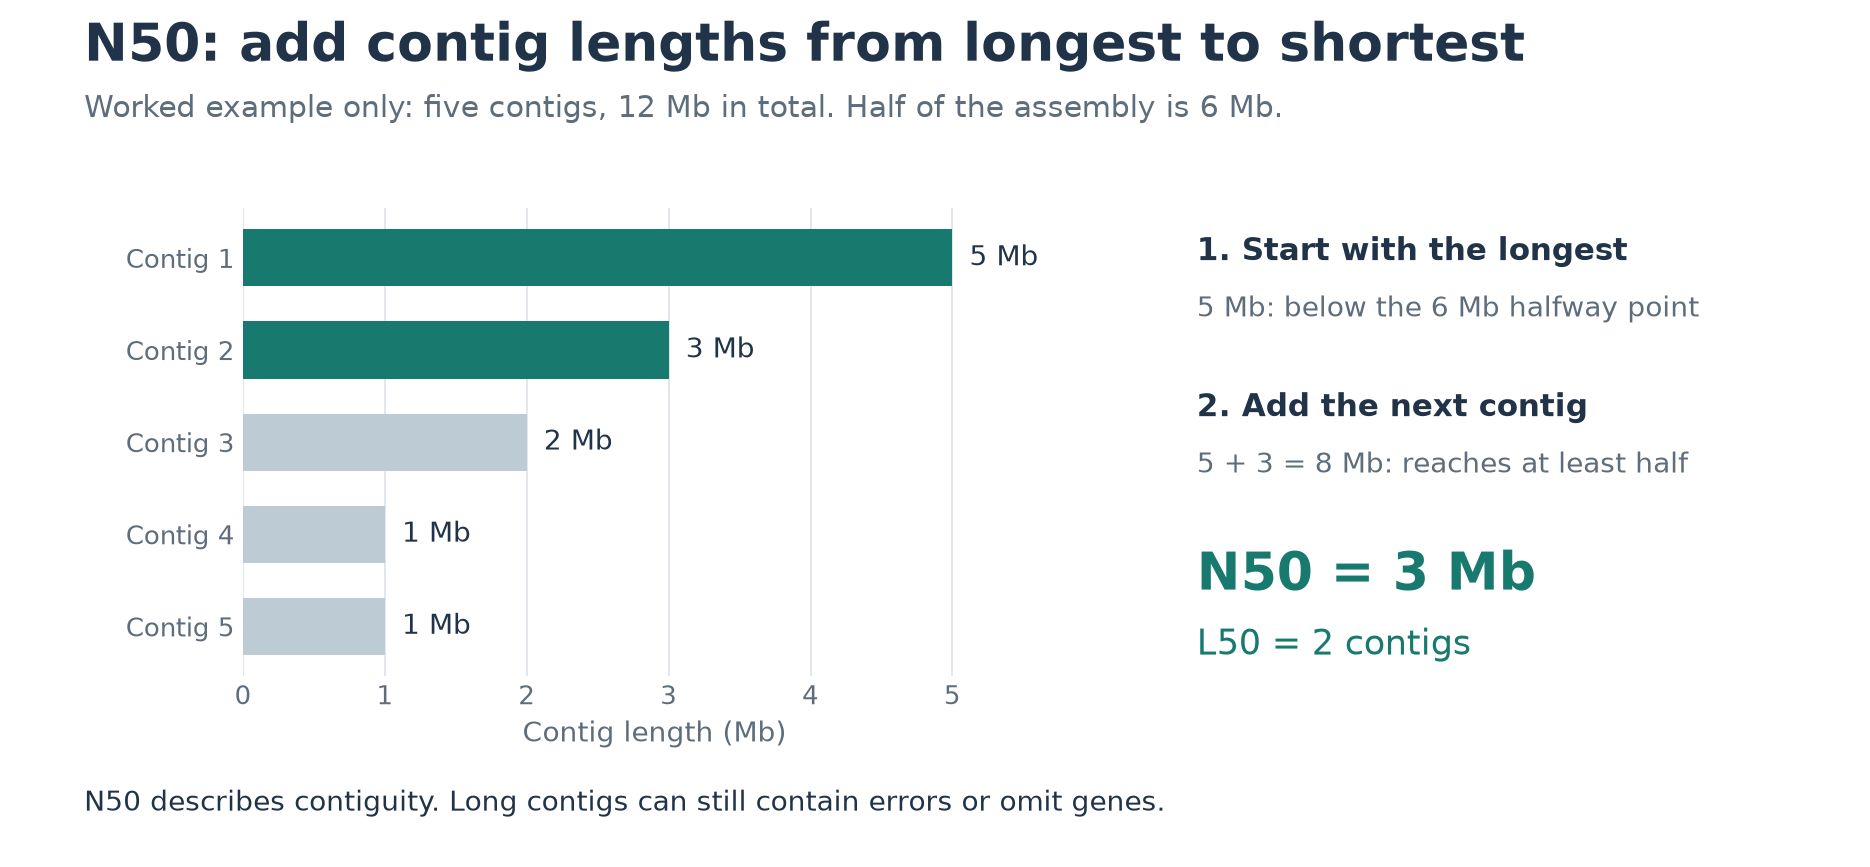 N50: add contig lengths from longest to shortest
Worked example only: five contigs, 12 Mb in total. Half of the assembly is 6 Mb.
Contig 1
5 Mb
Contig 2
3 Mb
Contig 3
2 Mb
Contig 4
1 Mb
Contig 5
1 Mb
0 1 2 3 4 5
Contig length (Mb)
1. Start with the longest
5 Mb: below the 6 Mb halfway point
2. Add the next contig
5 + 3 = 8 Mb: reaches at least half
N50 = 3 Mb
L50 = 2 contigs
N50 describes contiguity. Long contigs can still contain errors or omit genes.